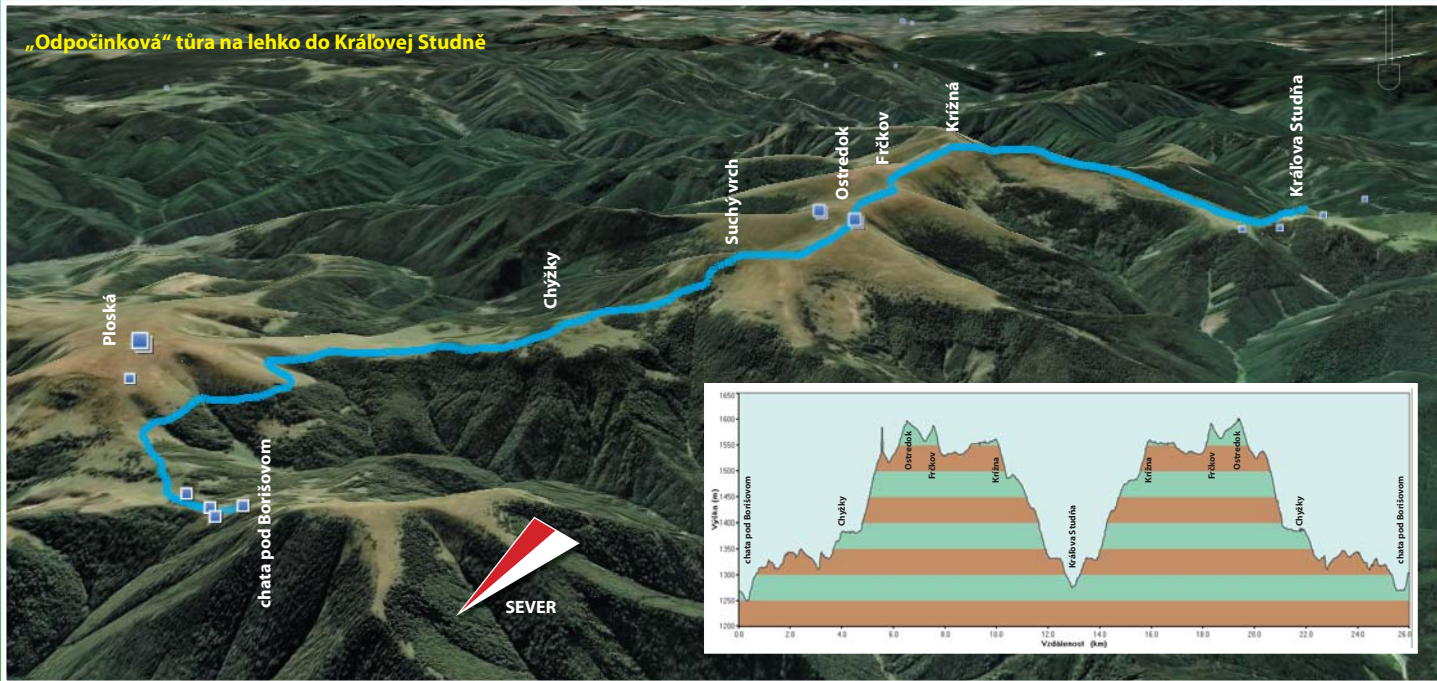 „Odpočinková“ tůra na lehko do Kráľovej Studně
Ploská
chata pod Borišovom
Chýžky
Suchý vrch
Ostredok
Frčkov
Krížná
Kráľova Studňa
SEVER
Výška (m)
1650
1600
1550
1500
1450
1400
1350
1300
1250
1200
chata pod Borišovom
Chyžky
Ostredok
Frčkov
Križna
Kráľova Studňa
Križna
Frčkov
Ostredok
Chyžky
chata pod Borišovom
0.0 2.0 4.0 6.0 8.0 10.0 12.0 14.0 16.0 18.0 20.0 22.0 24.0 26.0
Vzdálenost (km)